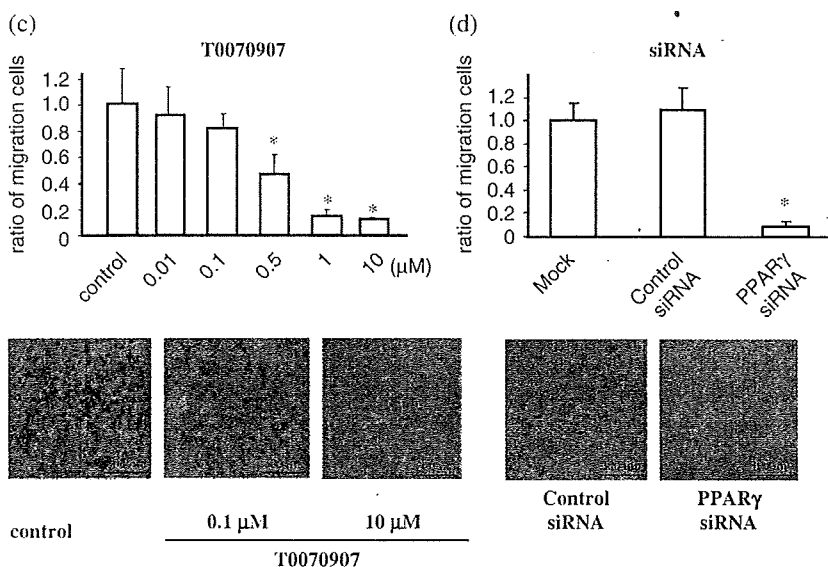 (c)
T0070907
ratio of migration cells
1.2
1.0
0.8
0.6
0.4
0.2
0
control
0.01
0.1
0.5
1
10
(μM)
*
*
*
(d)
siRNA
ratio of migration cells
1.2
1.0
0.8
0.6
0.4
0.2
0
Mock
Control
siRNA
PPARγ
siRNA
*
control
0.1 μM
10 μM
T0070907
Control
siRNA
PPARγ
siRNA